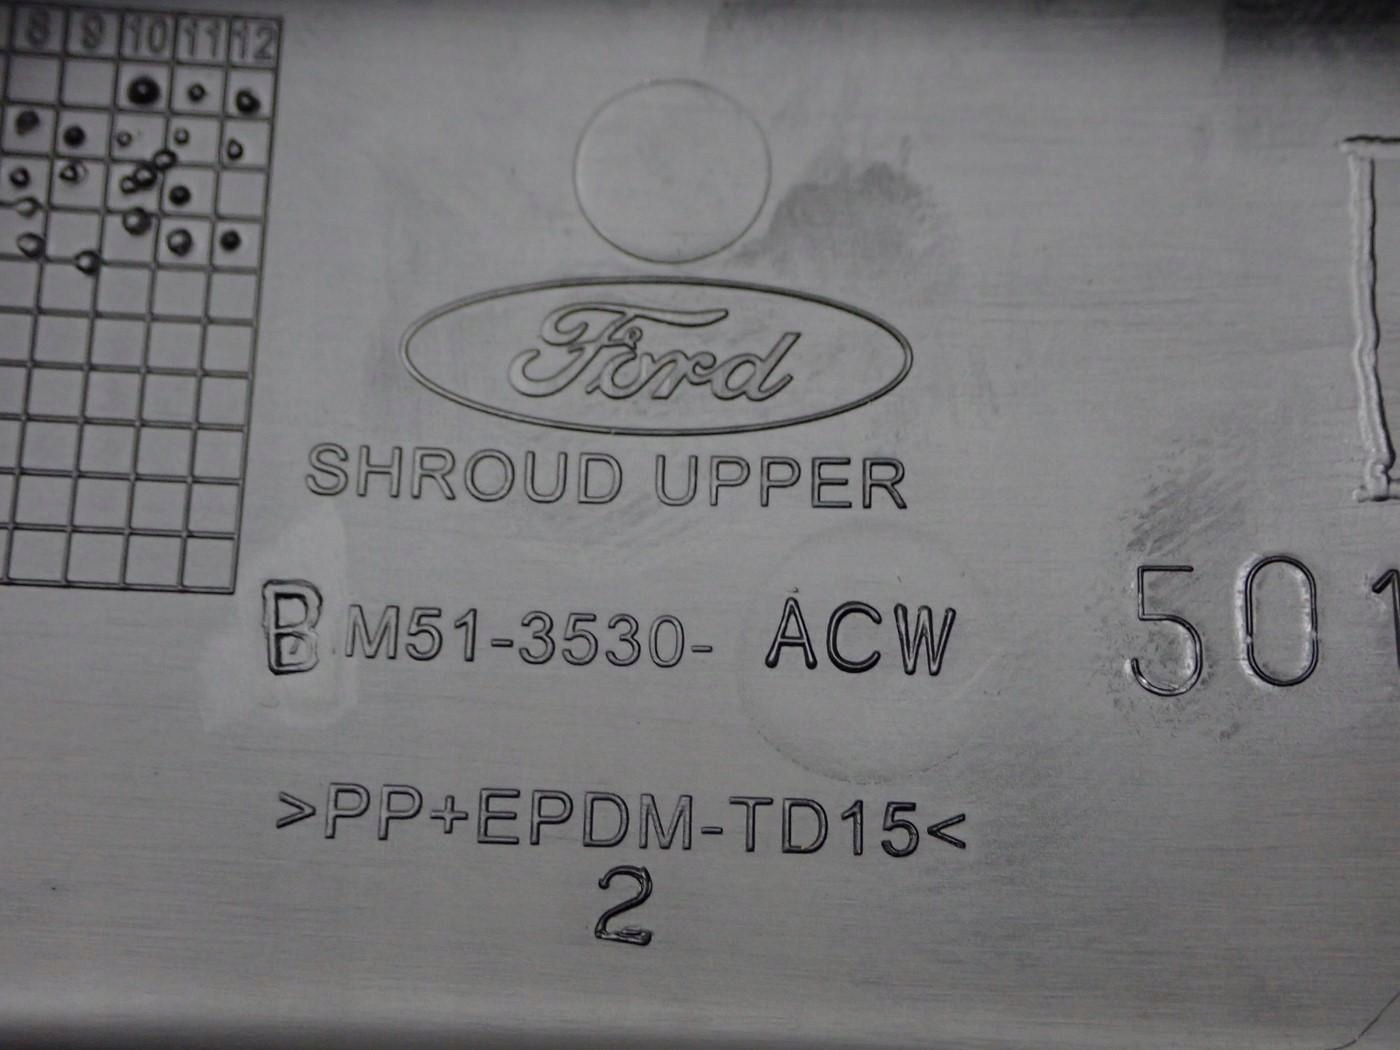 8 9 10 11 12
Ford
SHROUD UPPER
BM51-3530- ACW
50
>PP+EPDM-TD15<
2